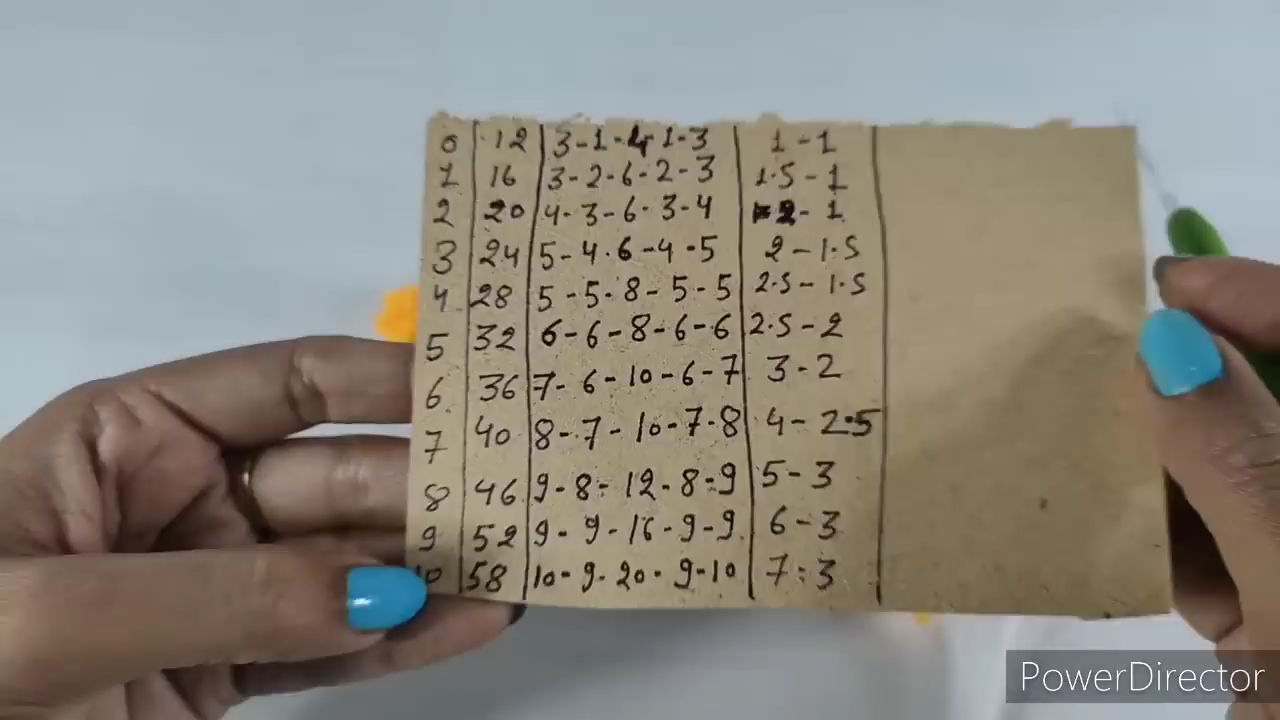 0 12 3-1-4-1-3 1-1
1 16 3-2-6-2-3 1.5-1
2 20 4-3-6-3-4 2-1
3 24 5-4.6-4-5 2-1.5
4 28 5-5-8-5-5 2.5-1.5
5 32 6-6-8-6-6 2.5-2
6 36 7-6-10-6-7 3-2
7 40 8-7-10-7-8 4-2.5
8 46 9-8-12-8-9 5-3
9 52 9-9-16-9-9 6-3
10 58 10-9-20-9-10 7-3
PowerDirector